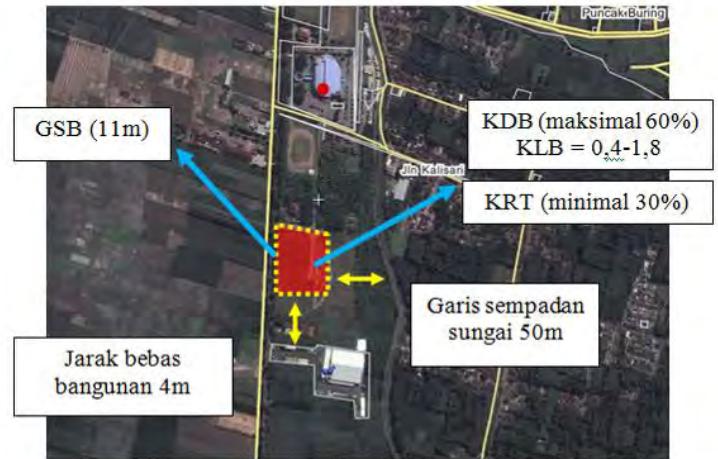 Puncak Buring
GSB (11m)
KDB (maksimal 60%)
KLB = 0,4-1,8
Jln Kalisari
KRT (minimal 30%)
Garis sempadan
sungai 50m
Jarak bebas
bangunan 4m